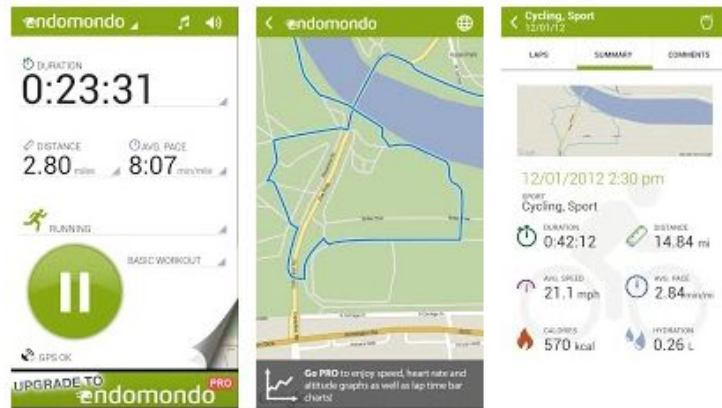 endomondo
DURATION
0:23:31
DISTANCE
2.80 miles
AVG. PACE
8:07 min/mile
RUNNING
BASIC WORKOUT
GPS OK
UPGRADE TO
endomondo PRO
endomondo
Go PRO to enjoy speed, heart rate and
altitude graphs as well as lap time bar
charts!
Cycling, Sport
12/01/12
LAPS
SUMMARY
COMMENTS
12/01/2012 2:30 pm
SPORT
Cycling, Sport
DURATION
0:42:12
DISTANCE
14.84 mi
AVG. SPEED
21.1 mph
AVG. PACE
2.84 min/mi
CALORIES
570 kcal
HYDRATION
0.26 L